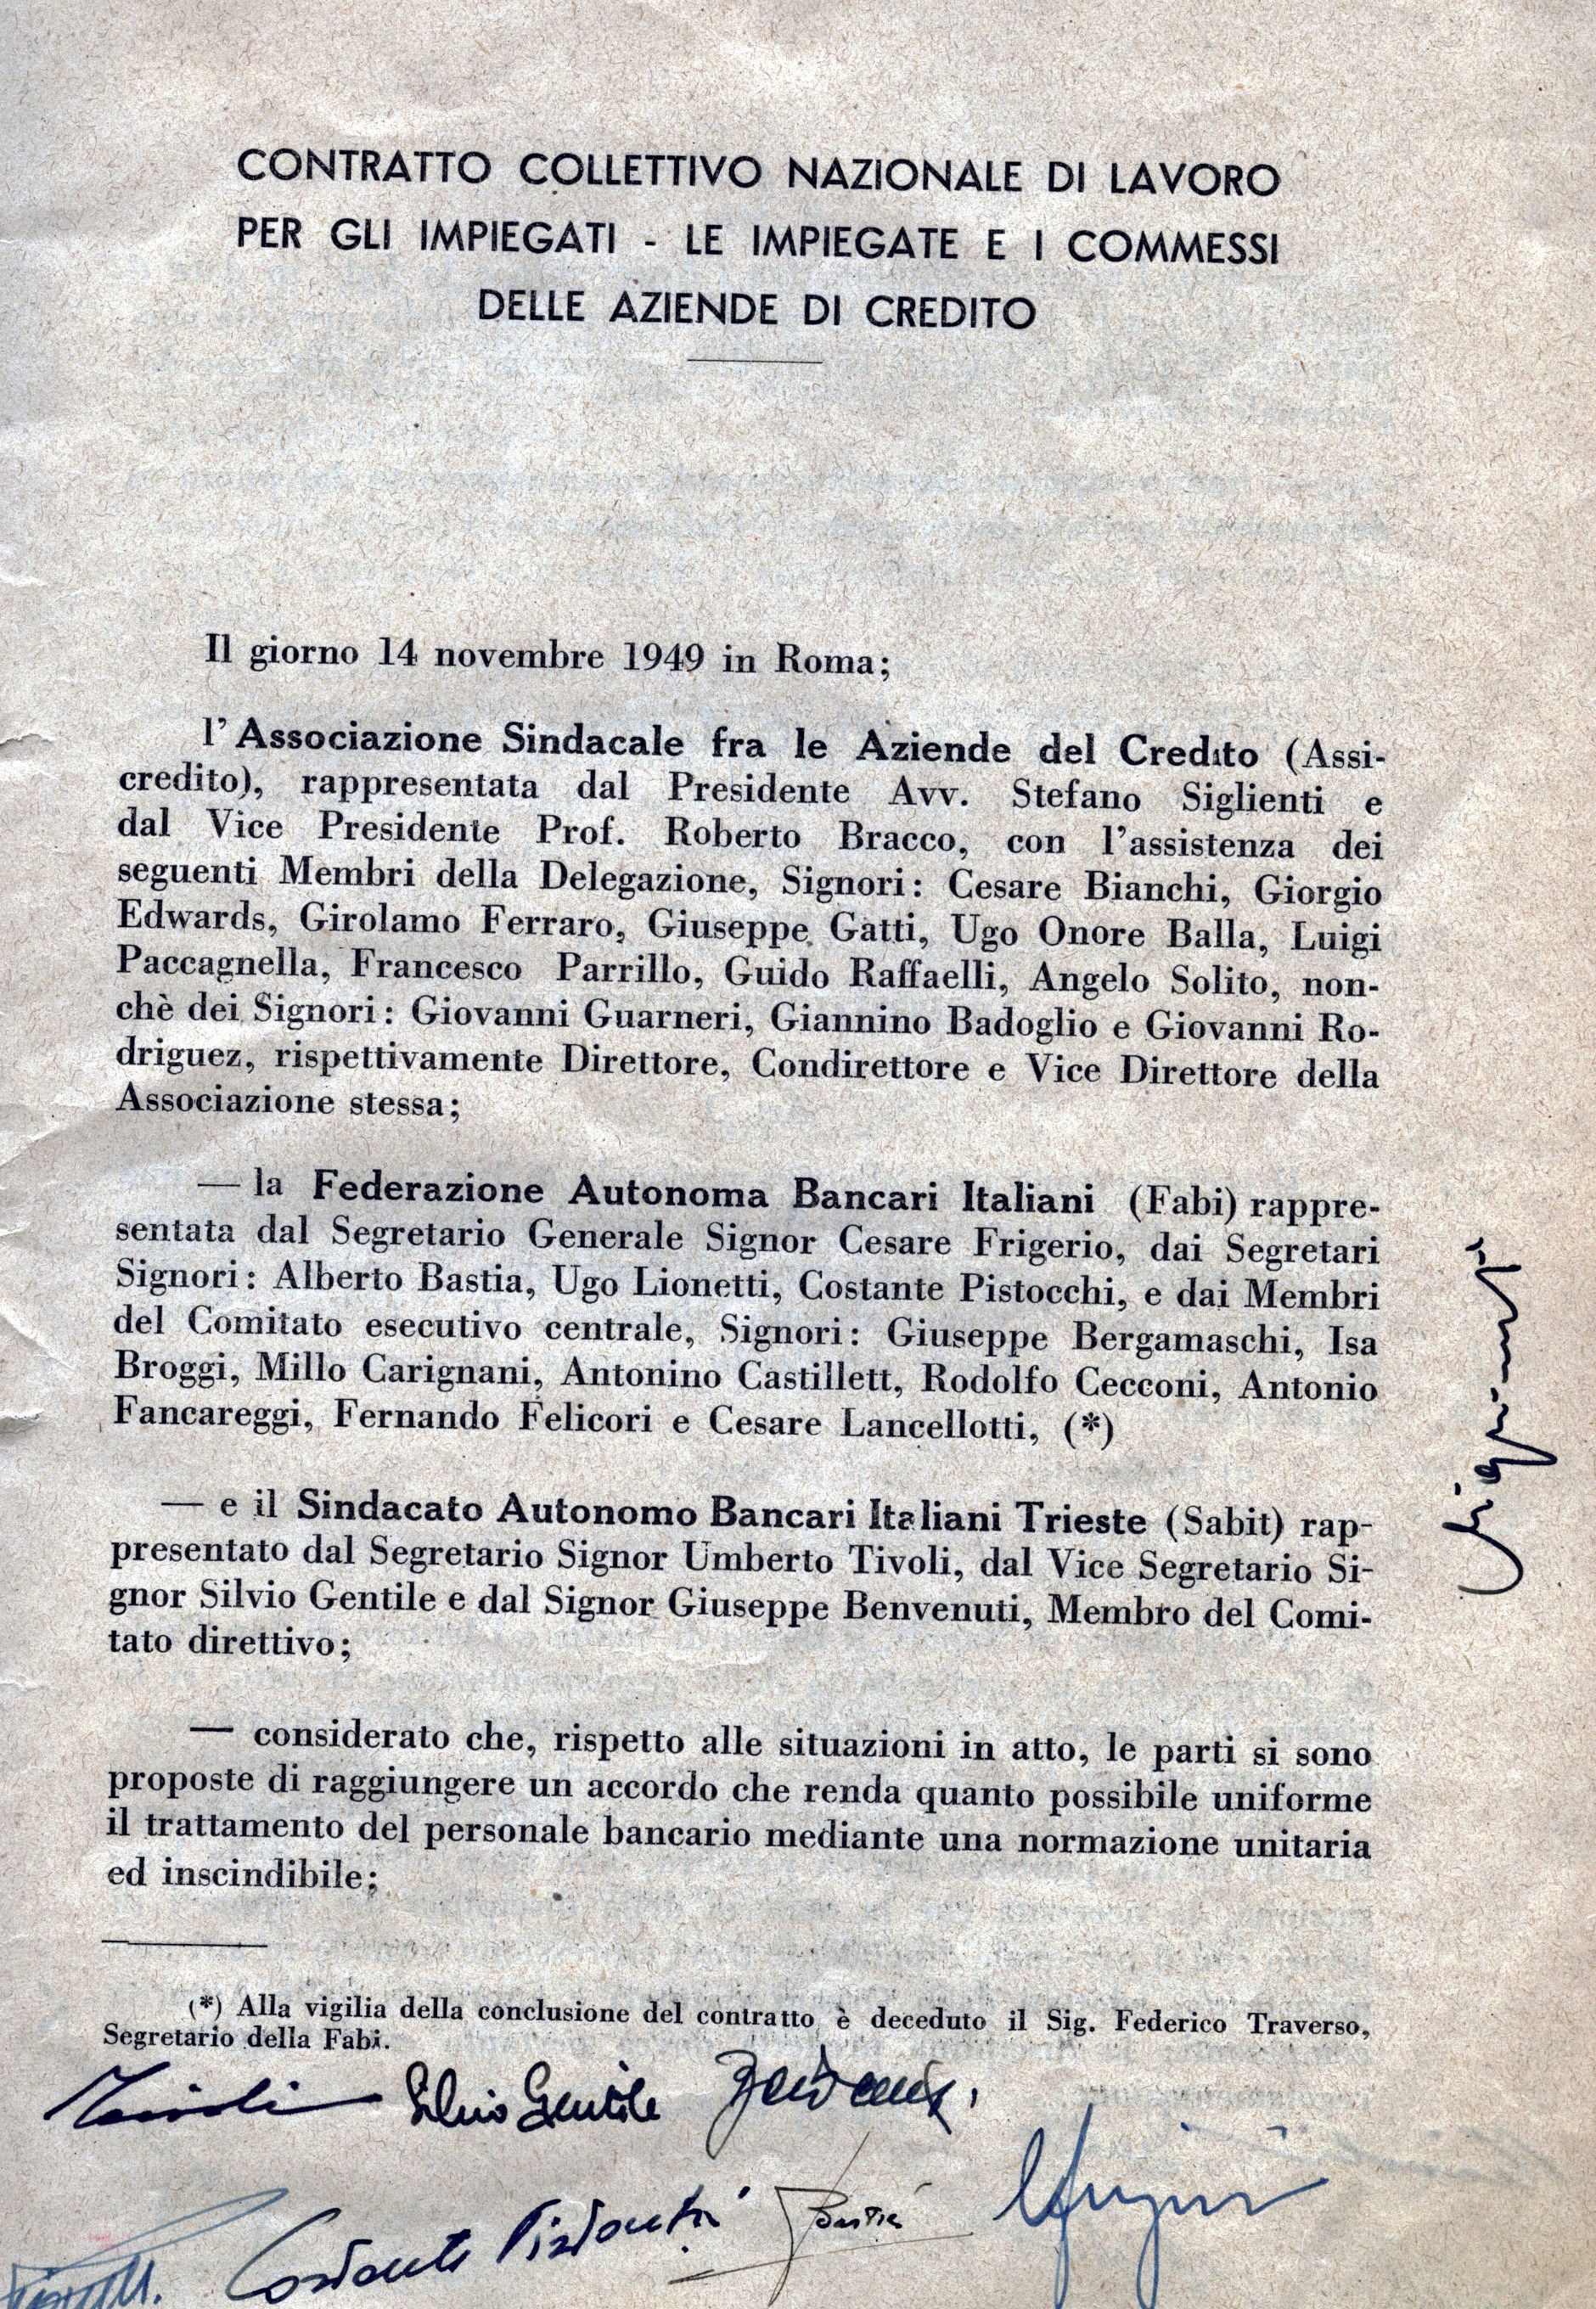 CONTRATTO COLLETTIVO NAZIONALE DI LAVORO
PER GLI IMPIEGATI - LE IMPIEGATE E I COMMESSI
DELLE AZIENDE DI CREDITO
Il giorno 14 novembre 1949 in Roma;
l'Associazione Sindacale fra le Aziende del Credito (Assi-
credito), rappresentata dal Presidente Avv. Stefano Siglienti e
dal Vice Presidente Prof. Roberto Bracco, con l'assistenza dei
seguenti Membri della Delegazione, Signori: Cesare Bianchi, Giorgio
Edwards, Girolamo Ferraro, Giuseppe Gatti, Ugo Onore Balla, Luigi
Paccagnella, Francesco Parrillo, Guido Raffaelli, Angelo Solito, non-
chè dei Signori: Giovanni Guarneri, Giannino Badoglio e Giovanni Ro-
driguez, rispettivamente Direttore, Condirettore e Vice Direttore della
Associazione stessa;
— la Federazione Autonoma Bancari Italiani (Fabi) rappre-
sentata dal Segretario Generale Signor Cesare Frigerio, dai Segretari
Signori: Alberto Bastia, Ugo Lionetti, Costante Pistocchi, e dai Membri
del Comitato esecutivo centrale, Signori: Giuseppe Bergamaschi, Isa
Broggi, Millo Carignani, Antonino Castillett, Rodolfo Cecconi, Antonio
Fancareggi, Fernando Felicori e Cesare Lancellotti, (*)
— e il Sindacato Autonomo Bancari Italiani Trieste (Sabit) rap-
presentato dal Segretario Signor Umberto Tivoli, dal Vice Segretario Si-
gnor Silvio Gentile e dal Signor Giuseppe Benvenuti, Membro del Comi-
tato direttivo;
— considerato che, rispetto alle situazioni in atto, le parti si sono
proposte di raggiungere un accordo che renda quanto possibile uniforme
il trattamento del personale bancario mediante una normazione unitaria
ed inscindibile;
(*) Alla vigilia della conclusione del contratto è deceduto il Sig. Federico Traverso,
Segretario della Fabi.
Tivoli Silvio Gentile
Costante Pistocchi Bastia